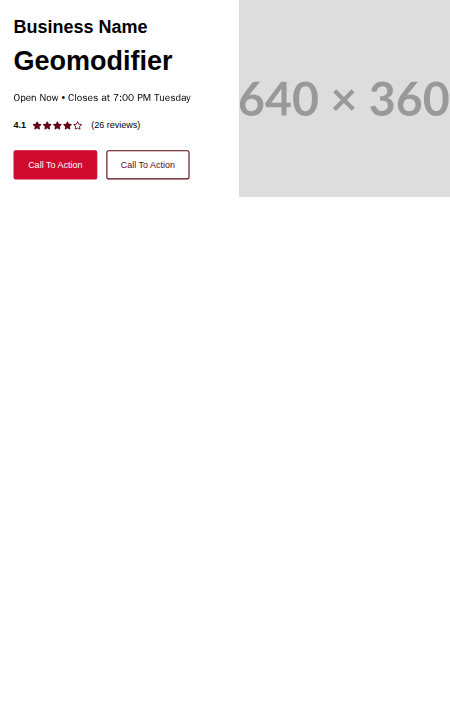 Business Name
Geomodifier
Open Now • Closes at 7:00 PM Tuesday
4.1 (26 reviews)
Call To Action Call To Action
640 × 360